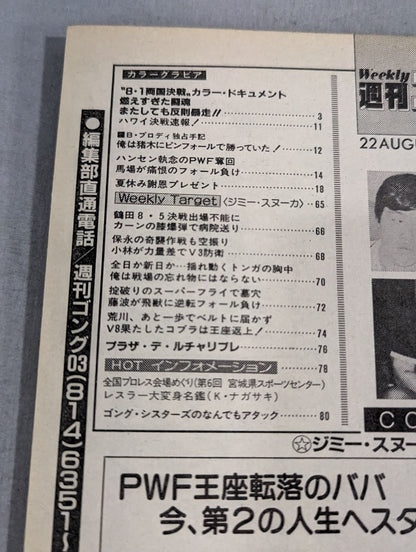 カラーグラビア
"8・1両国決戦"カラー・ドキュメント
燃えすぎた闘魂
またしても反則暴走!! 3
ハワイ決戦速報! 11
■B・ブロディ独占手記
俺は猪木にピンフォールで勝っていた! 12
ハンセン執念のPWF奪回
馬場が痛恨のフォール負け 14
夏休み謝恩プレゼント 18
Weekly Target 〈ジミー・スヌーカ〉 65
鶴田8・5決戦出場不能に
カーンの膝爆弾で病院送り 66
保永の奇襲作戦も空振り
小林が力量差でV3防衛 68
全日か新日か…揺れ動くトンガの胸中
俺は戦場の忘れ物にはならない 70
掟破りのスーパーフライで墓穴
藤波が飛獣に逆転フォール負け 72
荒川、あと一歩でベルトに届かず
V8果たしたコブラは王座返上! 74
プラザ・デ・ルチャリブレ 76
HOT インフォメーション 78
全国プロレス会場めぐり(第6回 宮城県スポーツセンター)
レスラー大変身名鑑(K・ナガサキ)
ゴング・シスターズのなんでもアタック 80
●編集部直通電話/週刊ゴング03(814)6351〜
Weekly
週刊
22AUGU
CO
☆ジミー・スヌー
PWF王座転落のババ
今、第2の人生へスタ